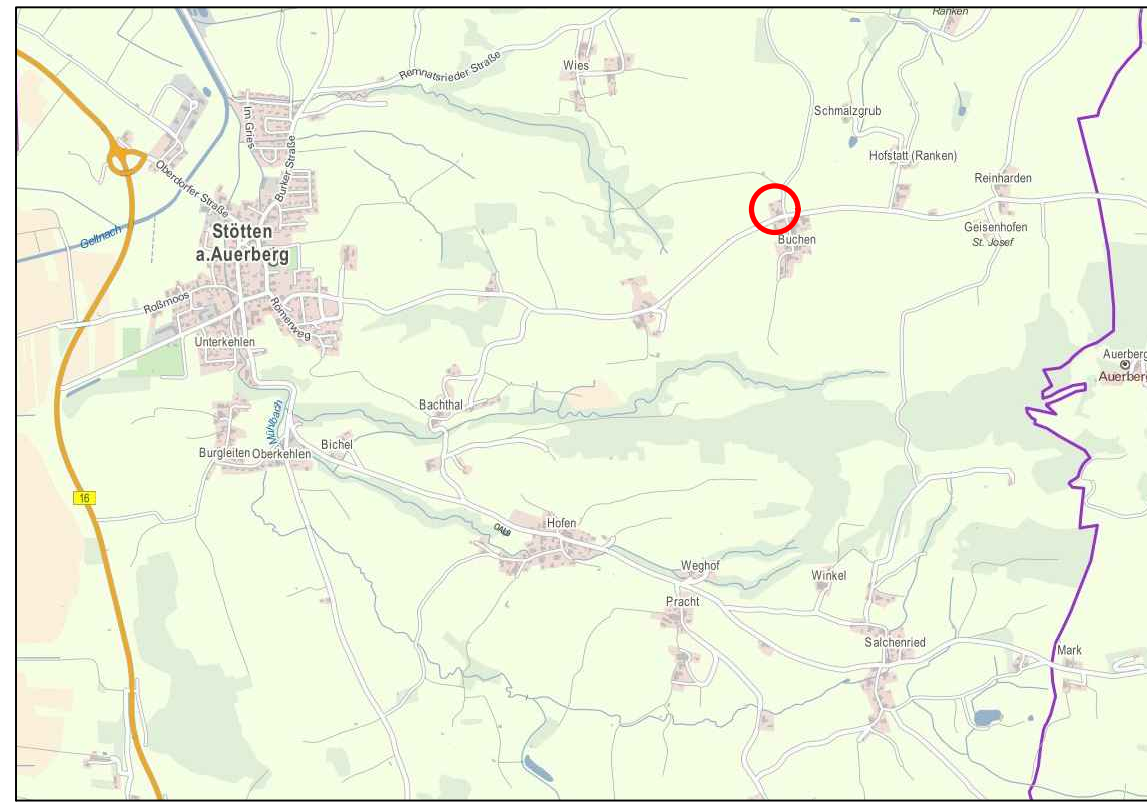 Ranken
Remnatsrieder Straße
Wies
Schmalzgrub
Im Gries
Burker Straße
Hofstatt (Ranken)
Oberdorfer Straße
Reinharden
Geltnach
Stötten
a.Auerberg
Buchen
Geisenhofen
St. Josef
Roßmoos
Römerweg
Unterkehlen
Auerberg
Auerberg
Bachthal
Mühlbach
Bichel
Burgleiten
Oberkehlen
16
OAL9
Hofen
Weghof
Winkel
Pracht
Salchenried
Mark